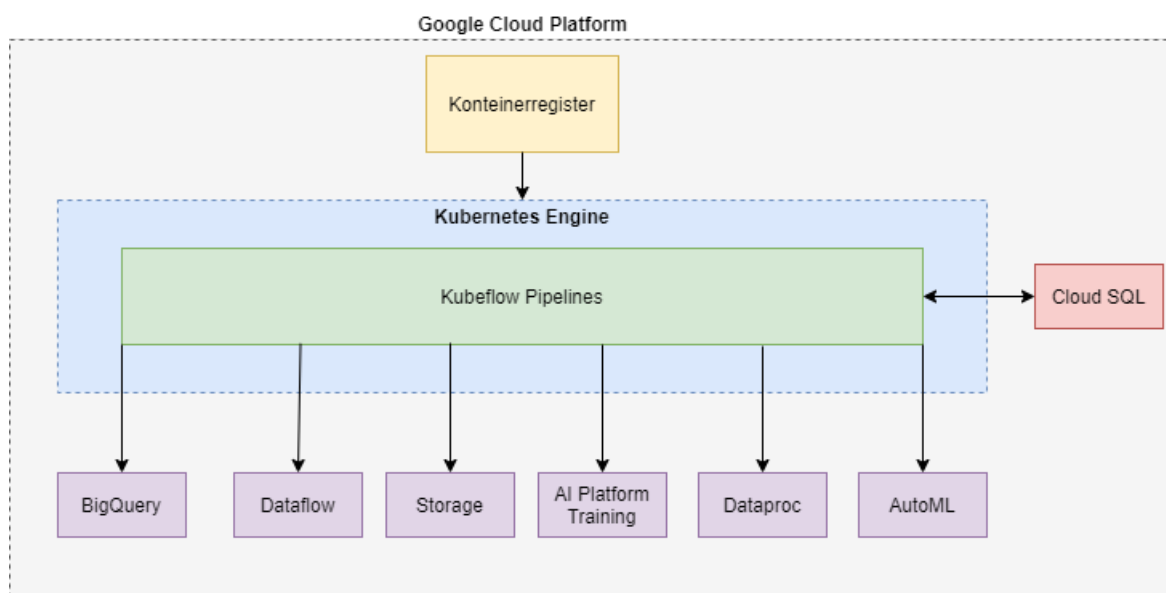 Google Cloud Platform
Konteinerregister
Kubernetes Engine
Kubeflow Pipelines
Cloud SQL
BigQuery
Dataflow
Storage
AI Platform
Training
Dataproc
AutoML